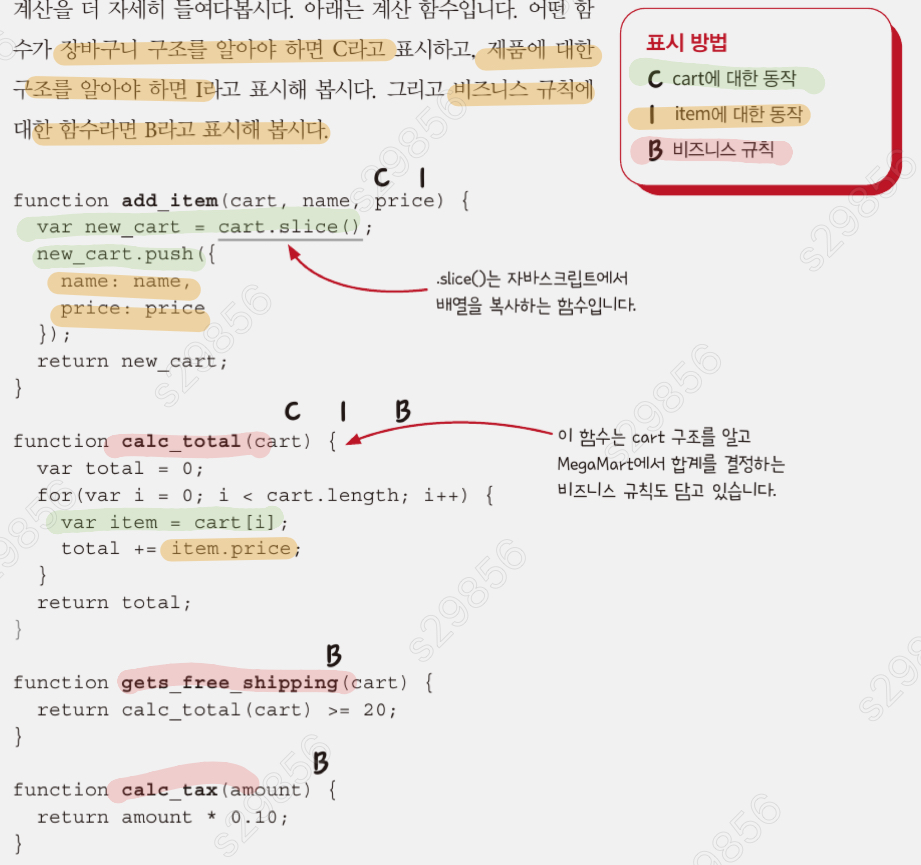 계산을 더 자세히 들여다봅시다. 아래는 계산 함수입니다. 어떤 함
수가 장바구니 구조를 알아야 하면 C라고 표시하고, 제품에 대한
구조를 알아야 하면 I라고 표시해 봅시다. 그리고 비즈니스 규칙에
대한 함수라면 B라고 표시해 봅시다.
표시 방법
C cart에 대한 동작
I item에 대한 동작
B 비즈니스 규칙
C I
function add_item(cart, name, price) {
  var new_cart = cart.slice();
  new_cart.push({
    name: name,
    price: price
  });
  return new_cart;
}
.slice()는 자바스크립트에서
배열을 복사하는 함수입니다.
C I B
function calc_total(cart) {
  var total = 0;
  for(var i = 0; i < cart.length; i++) {
    var item = cart[i];
    total += item.price;
  }
  return total;
}
이 함수는 cart 구조를 알고
MegaMart에서 합계를 결정하는
비즈니스 규칙도 담고 있습니다.
B
function gets_free_shipping(cart) {
  return calc_total(cart) >= 20;
}
B
function calc_tax(amount) {
  return amount * 0.10;
}
s29856
s29856
s29856
s29856
s29856
s29856
s29856
s29856